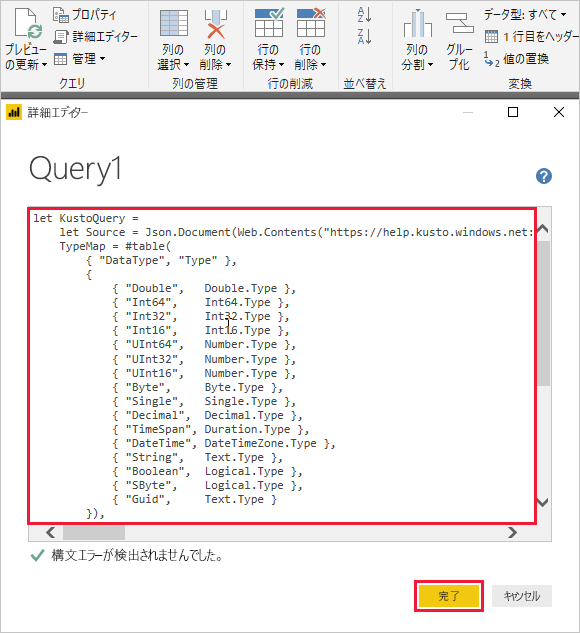 プロパティ
詳細エディター
管理
プレビュー
の更新
クエリ
列の
選択
列の
削除
列の管理
行の
保持
行の
削除
行の削減
A
Z
Z
A
並べ替え
列の
分割
グルー
プ化
データ型: すべて
1 行目をヘッダー
1
2
値の置換
変換
詳細エディター
Query1
?
let KustoQuery =
let Source = Json.Document(Web.Contents("https://help.kusto.windows.net:
TypeMap = #table(
{ "DataType", "Type" },
{
{ "Double", Double.Type },
{ "Int64", Int64.Type },
{ "Int32", Int32.Type },
{ "Int16", Int16.Type },
{ "UInt64", Number.Type },
{ "UInt32", Number.Type },
{ "UInt16", Number.Type },
{ "Byte", Byte.Type },
{ "Single", Single.Type },
{ "Decimal", Decimal.Type },
{ "TimeSpan", Duration.Type },
{ "DateTime", DateTimeZone.Type },
{ "String", Text.Type },
{ "Boolean", Logical.Type },
{ "SByte", Logical.Type },
{ "Guid", Text.Type }
}),
構文エラーが検出されませんでした。
完了
キャンセル